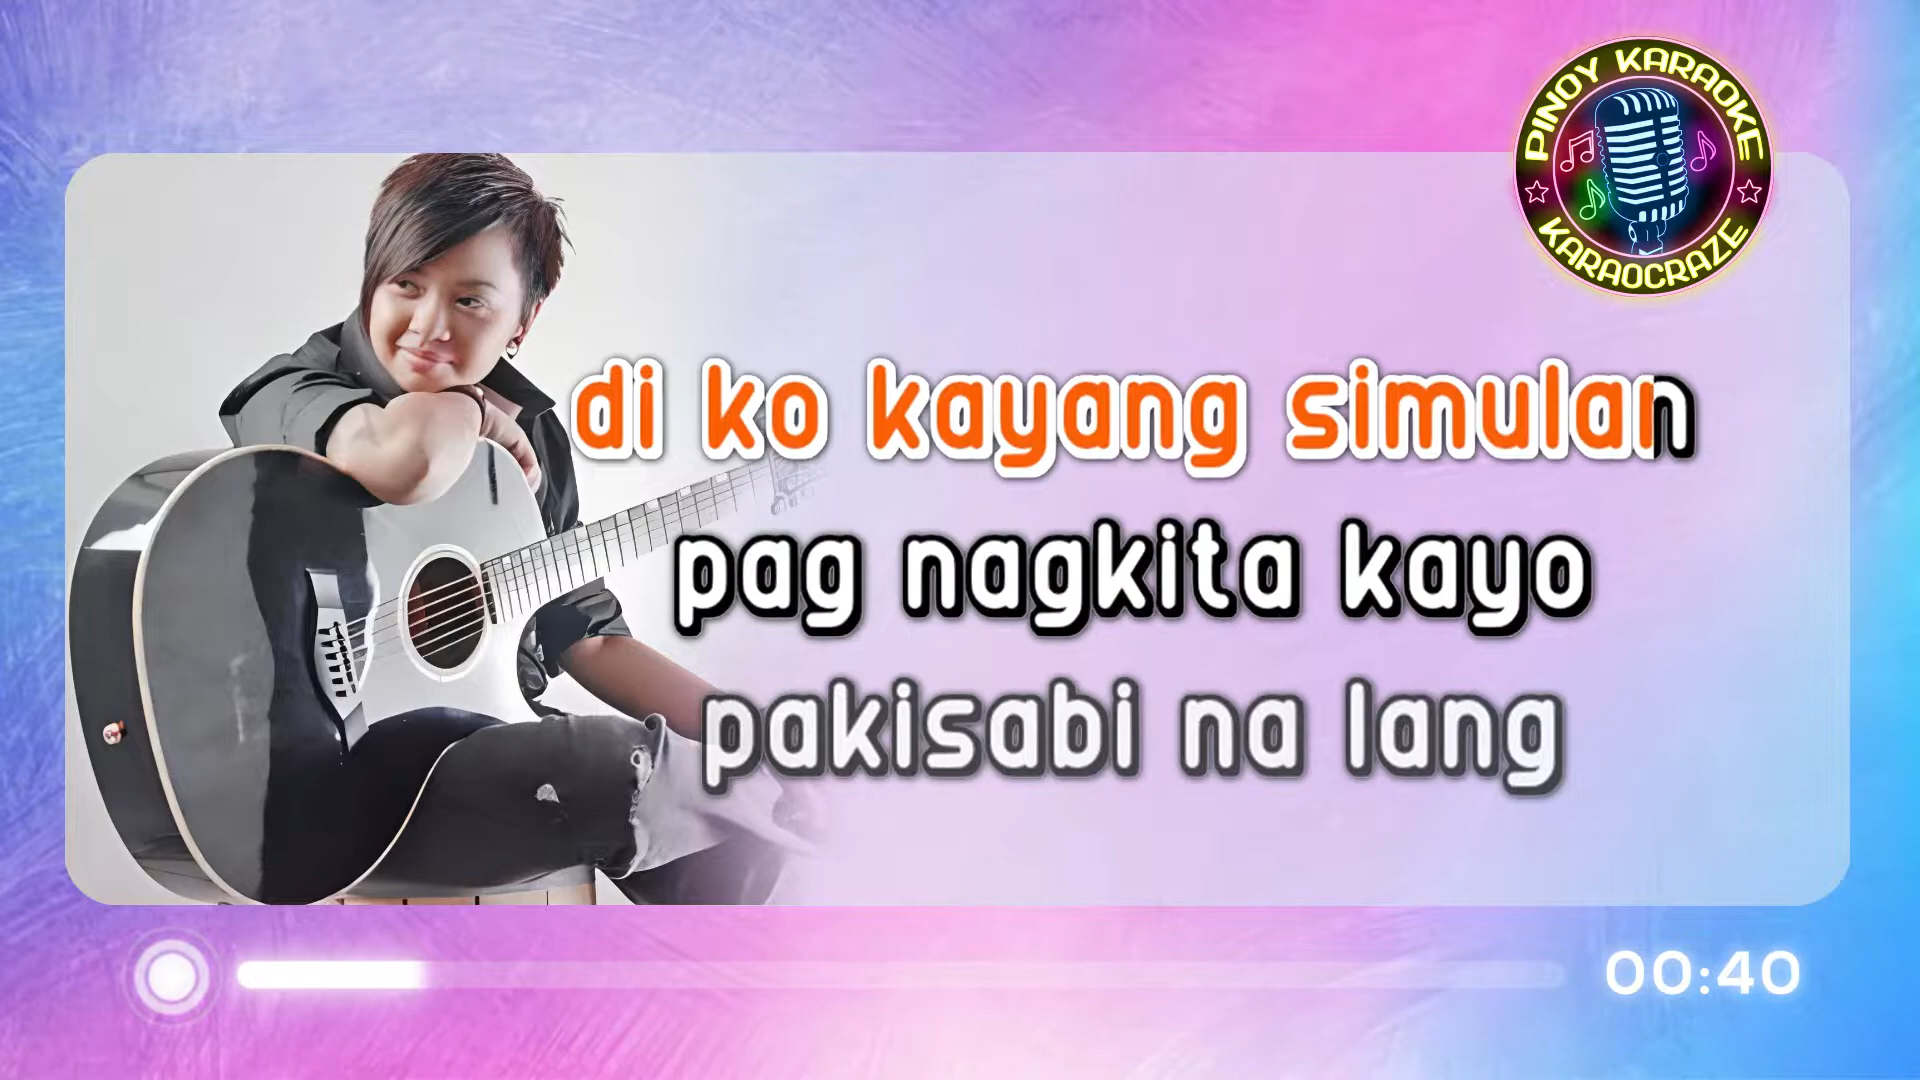 PINOY KARAOKE
KARAOCRAZE
di ko kayang simulan
pag nagkita kayo
pakisabi na lang
00:40